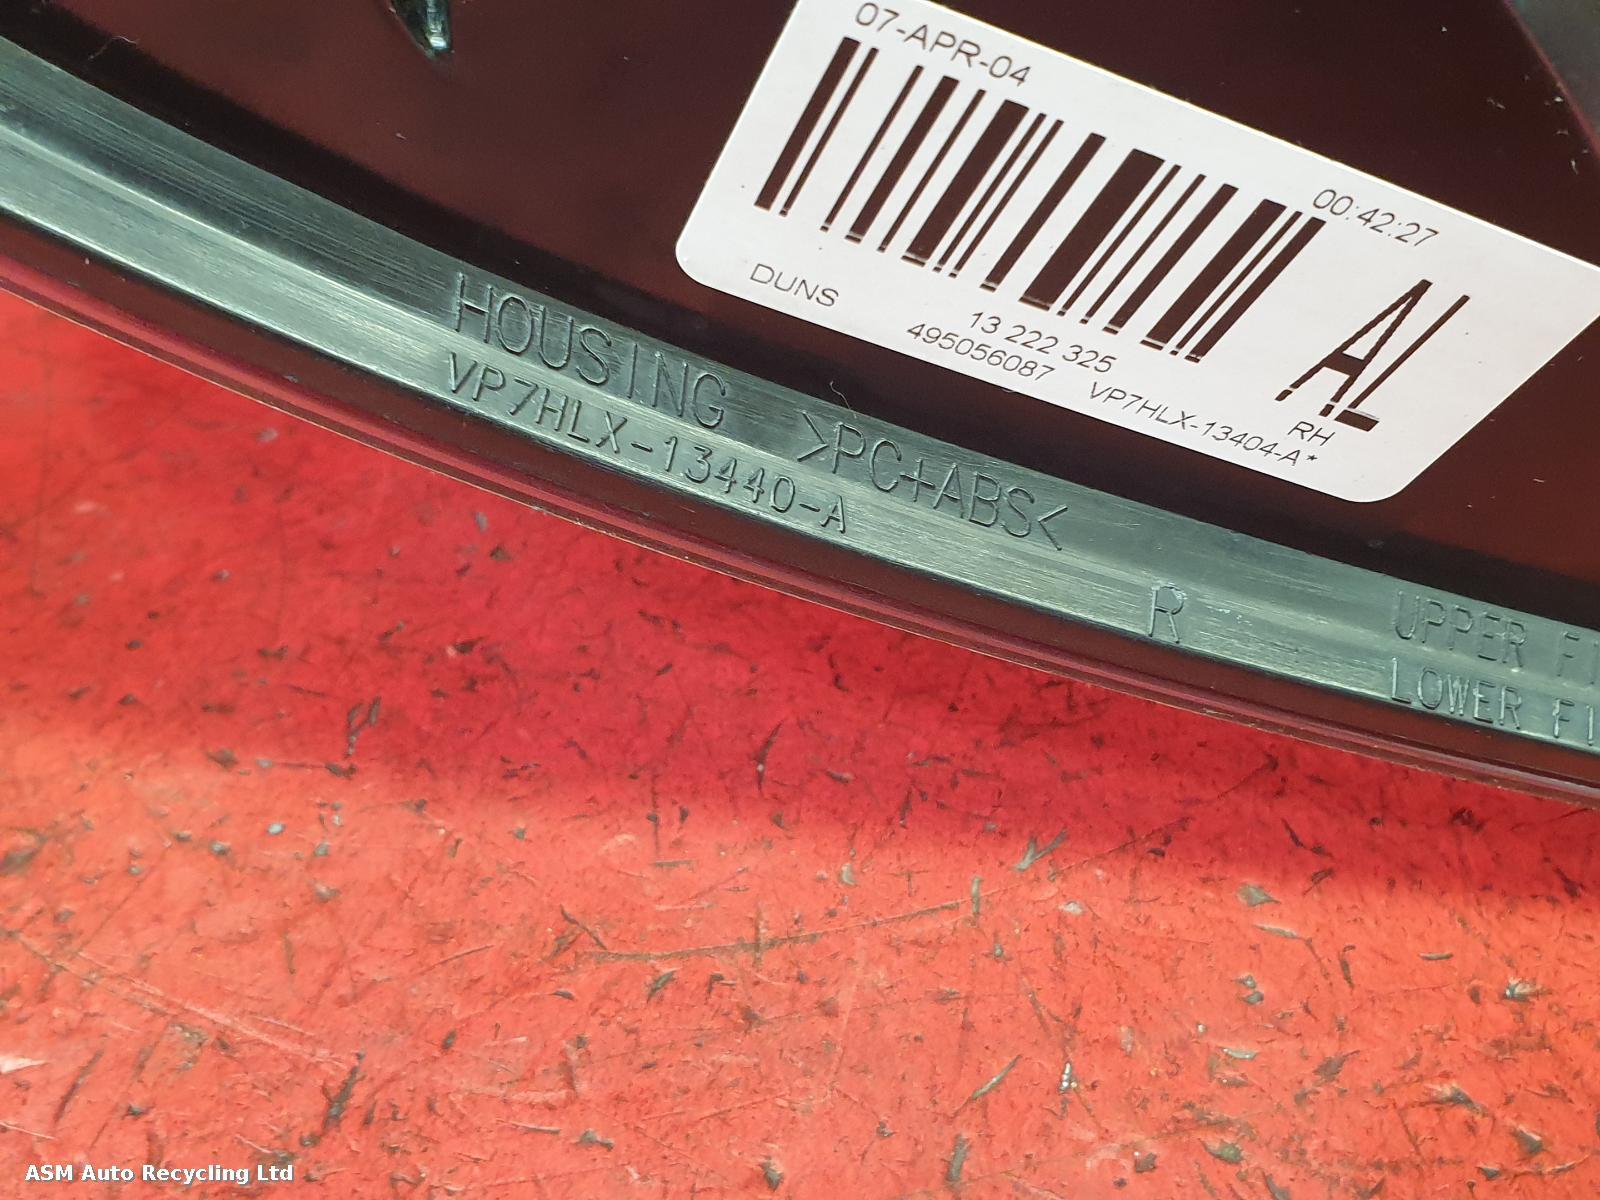 07-APR-04
00:42:27
AL
DUNS
13 222 325
495056087
VP7HLX-13404-A*
RH
HOUSING >PC+ABS<
VP7HLX-13440-A
R
UPPER
LOWER
ASM Auto Recycling Ltd